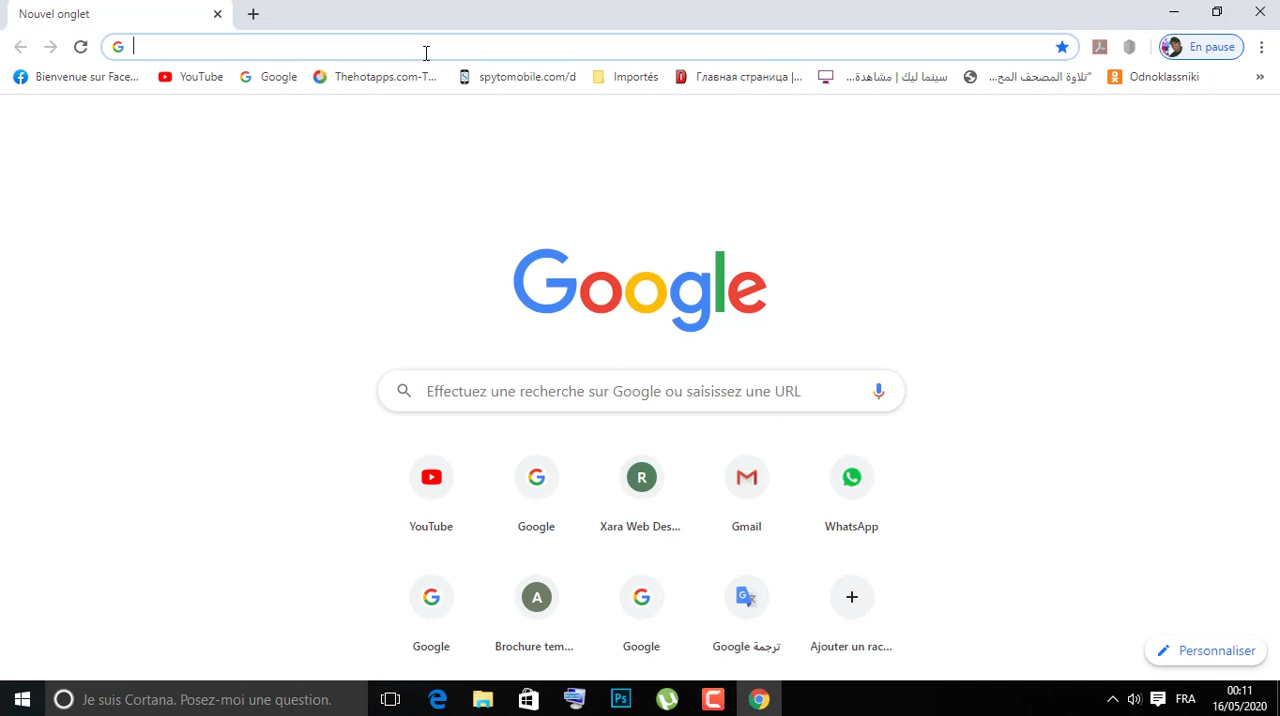 Nouvel onglet
En pause
Bienvenue sur Face...
YouTube
Google
Thehotapps.com-T...
spytomobile.com/d
Importés
Главная страница |...
سينما ليك | مشاهدة...
"تلاوة المصحف المج...
Odnoklassniki
»
Google
Effectuez une recherche sur Google ou saisissez une URL
R
YouTube
Google
Xara Web Des...
Gmail
WhatsApp
A
Google
Brochure tem...
Google
ترجمة Google
Ajouter un rac...
Personnaliser
Je suis Cortana. Posez-moi une question.
Ps
FRA
00:11
16/05/2020